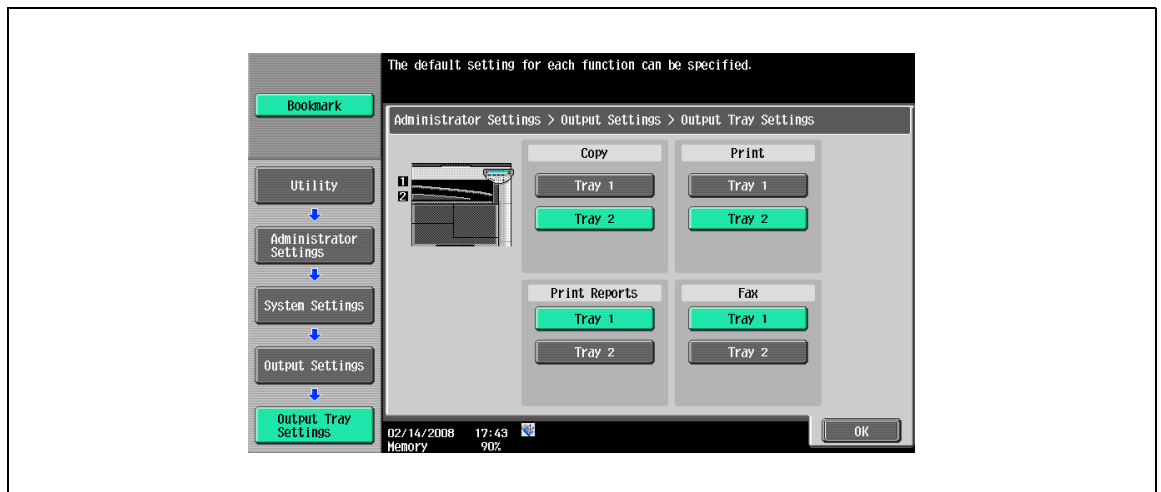 The default setting for each function can be specified.
Bookmark
Administrator Settings > Output Settings > Output Tray Settings
Utility
Administrator
Settings
System Settings
Output Settings
Output Tray
Settings
1
2
Copy
Tray 1
Tray 2
Print
Tray 1
Tray 2
Print Reports
Tray 1
Tray 2
Fax
Tray 1
Tray 2
02/14/2008 17:43
Memory 90%
OK